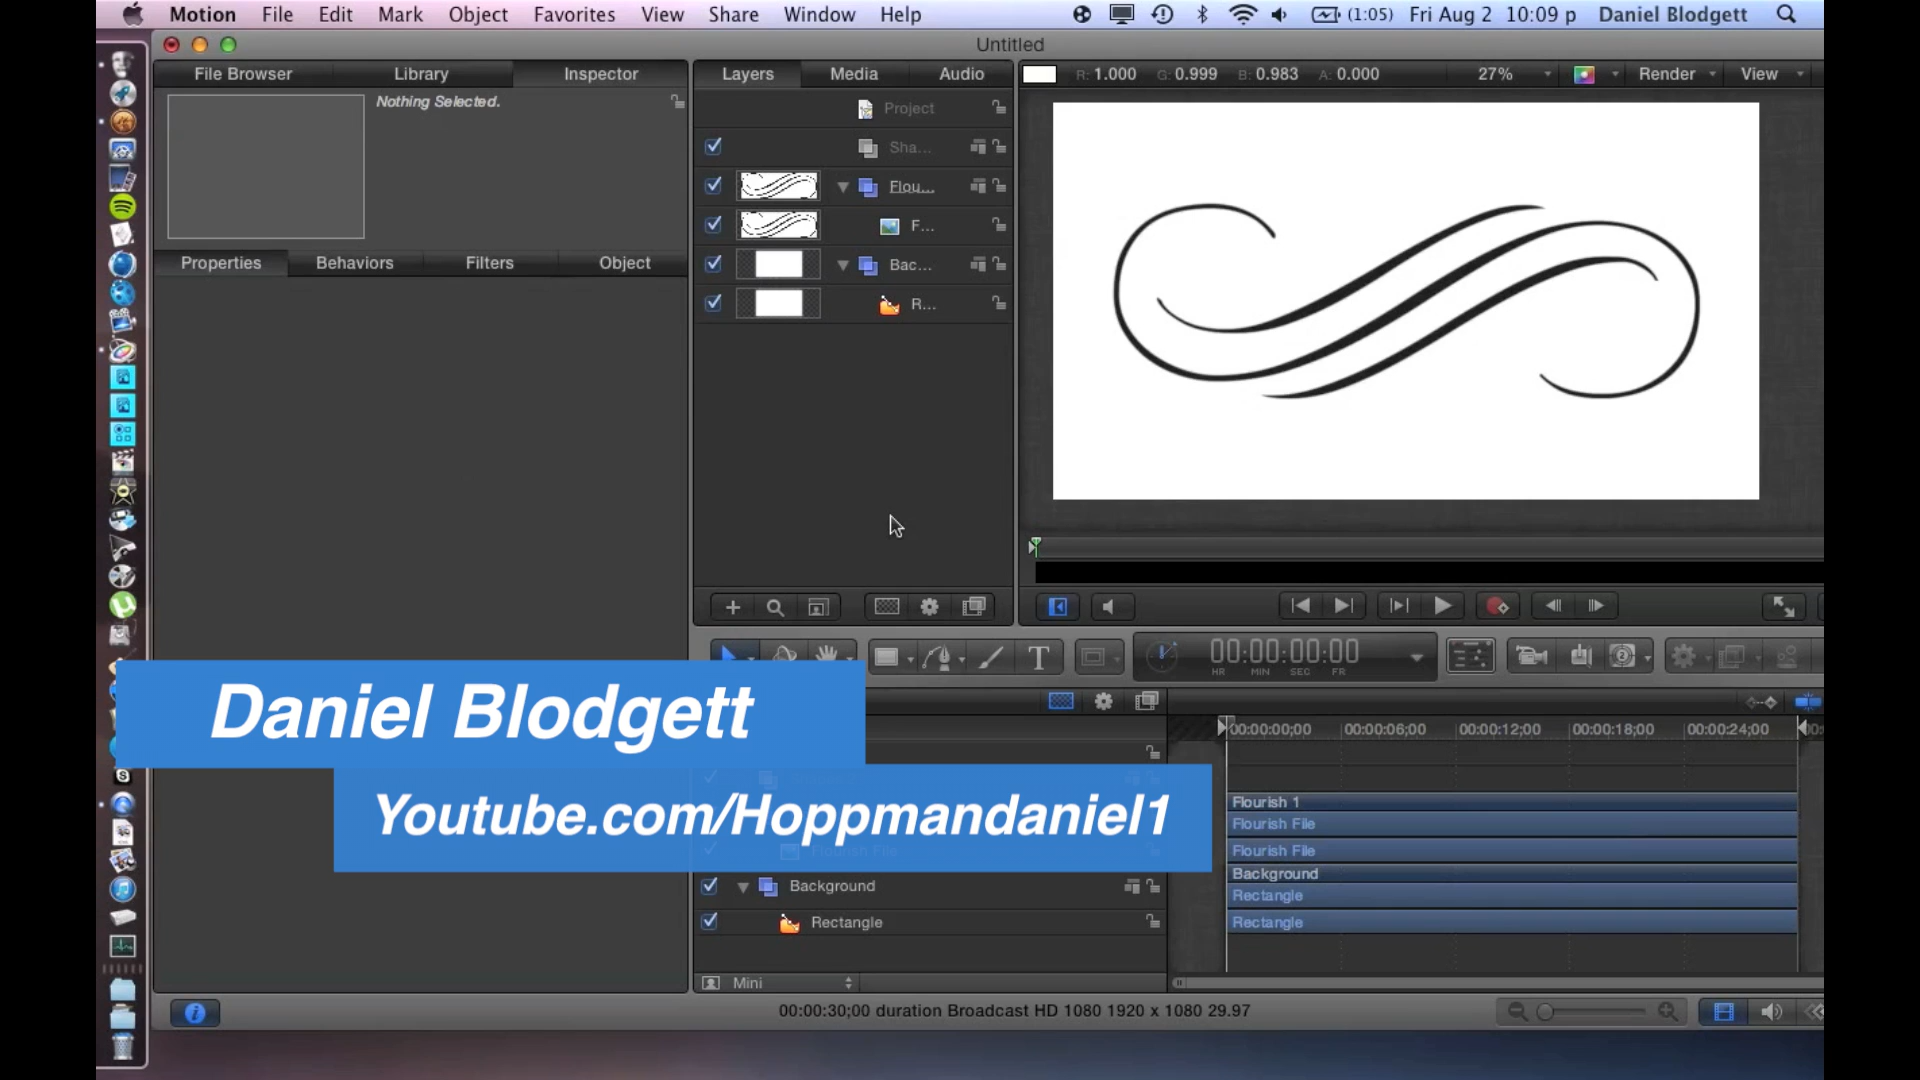 Motion File Edit Mark Object Favorites View Share Window Help (1:05) Fri Aug 2 10:09 p Daniel Blodgett
Untitled
File Browser Library Inspector
Layers Media Audio
R: 1.000 G: 0.999 B: 0.983 A: 0.000 27% Render View
Nothing Selected.
Project
Sha...
Flou...
F...
Bac...
R...
Properties Behaviors Filters Object
00:00:00:00
HR MIN SEC FR
Daniel Blodgett
Youtube.com/Hoppmandaniel1
00:00:00;00 00:00:06;00 00:00:12;00 00:00:18;00 00:00:24;00
Flourish 1
Flourish File
Flourish File
Flourish File
Background
Background
Rectangle
Rectangle
Rectangle
Mini
00:00:30;00 duration Broadcast HD 1080 1920 x 1080 29.97